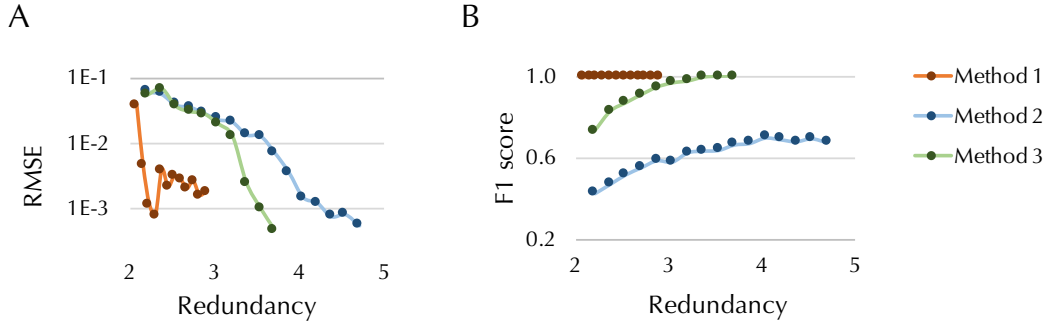 A
RMSE
1E-1
1E-2
1E-3
2 3 4 5
Redundancy
B
F1 score
1.0
0.6
0.2
2 3 4 5
Redundancy
Method 1
Method 2
Method 3